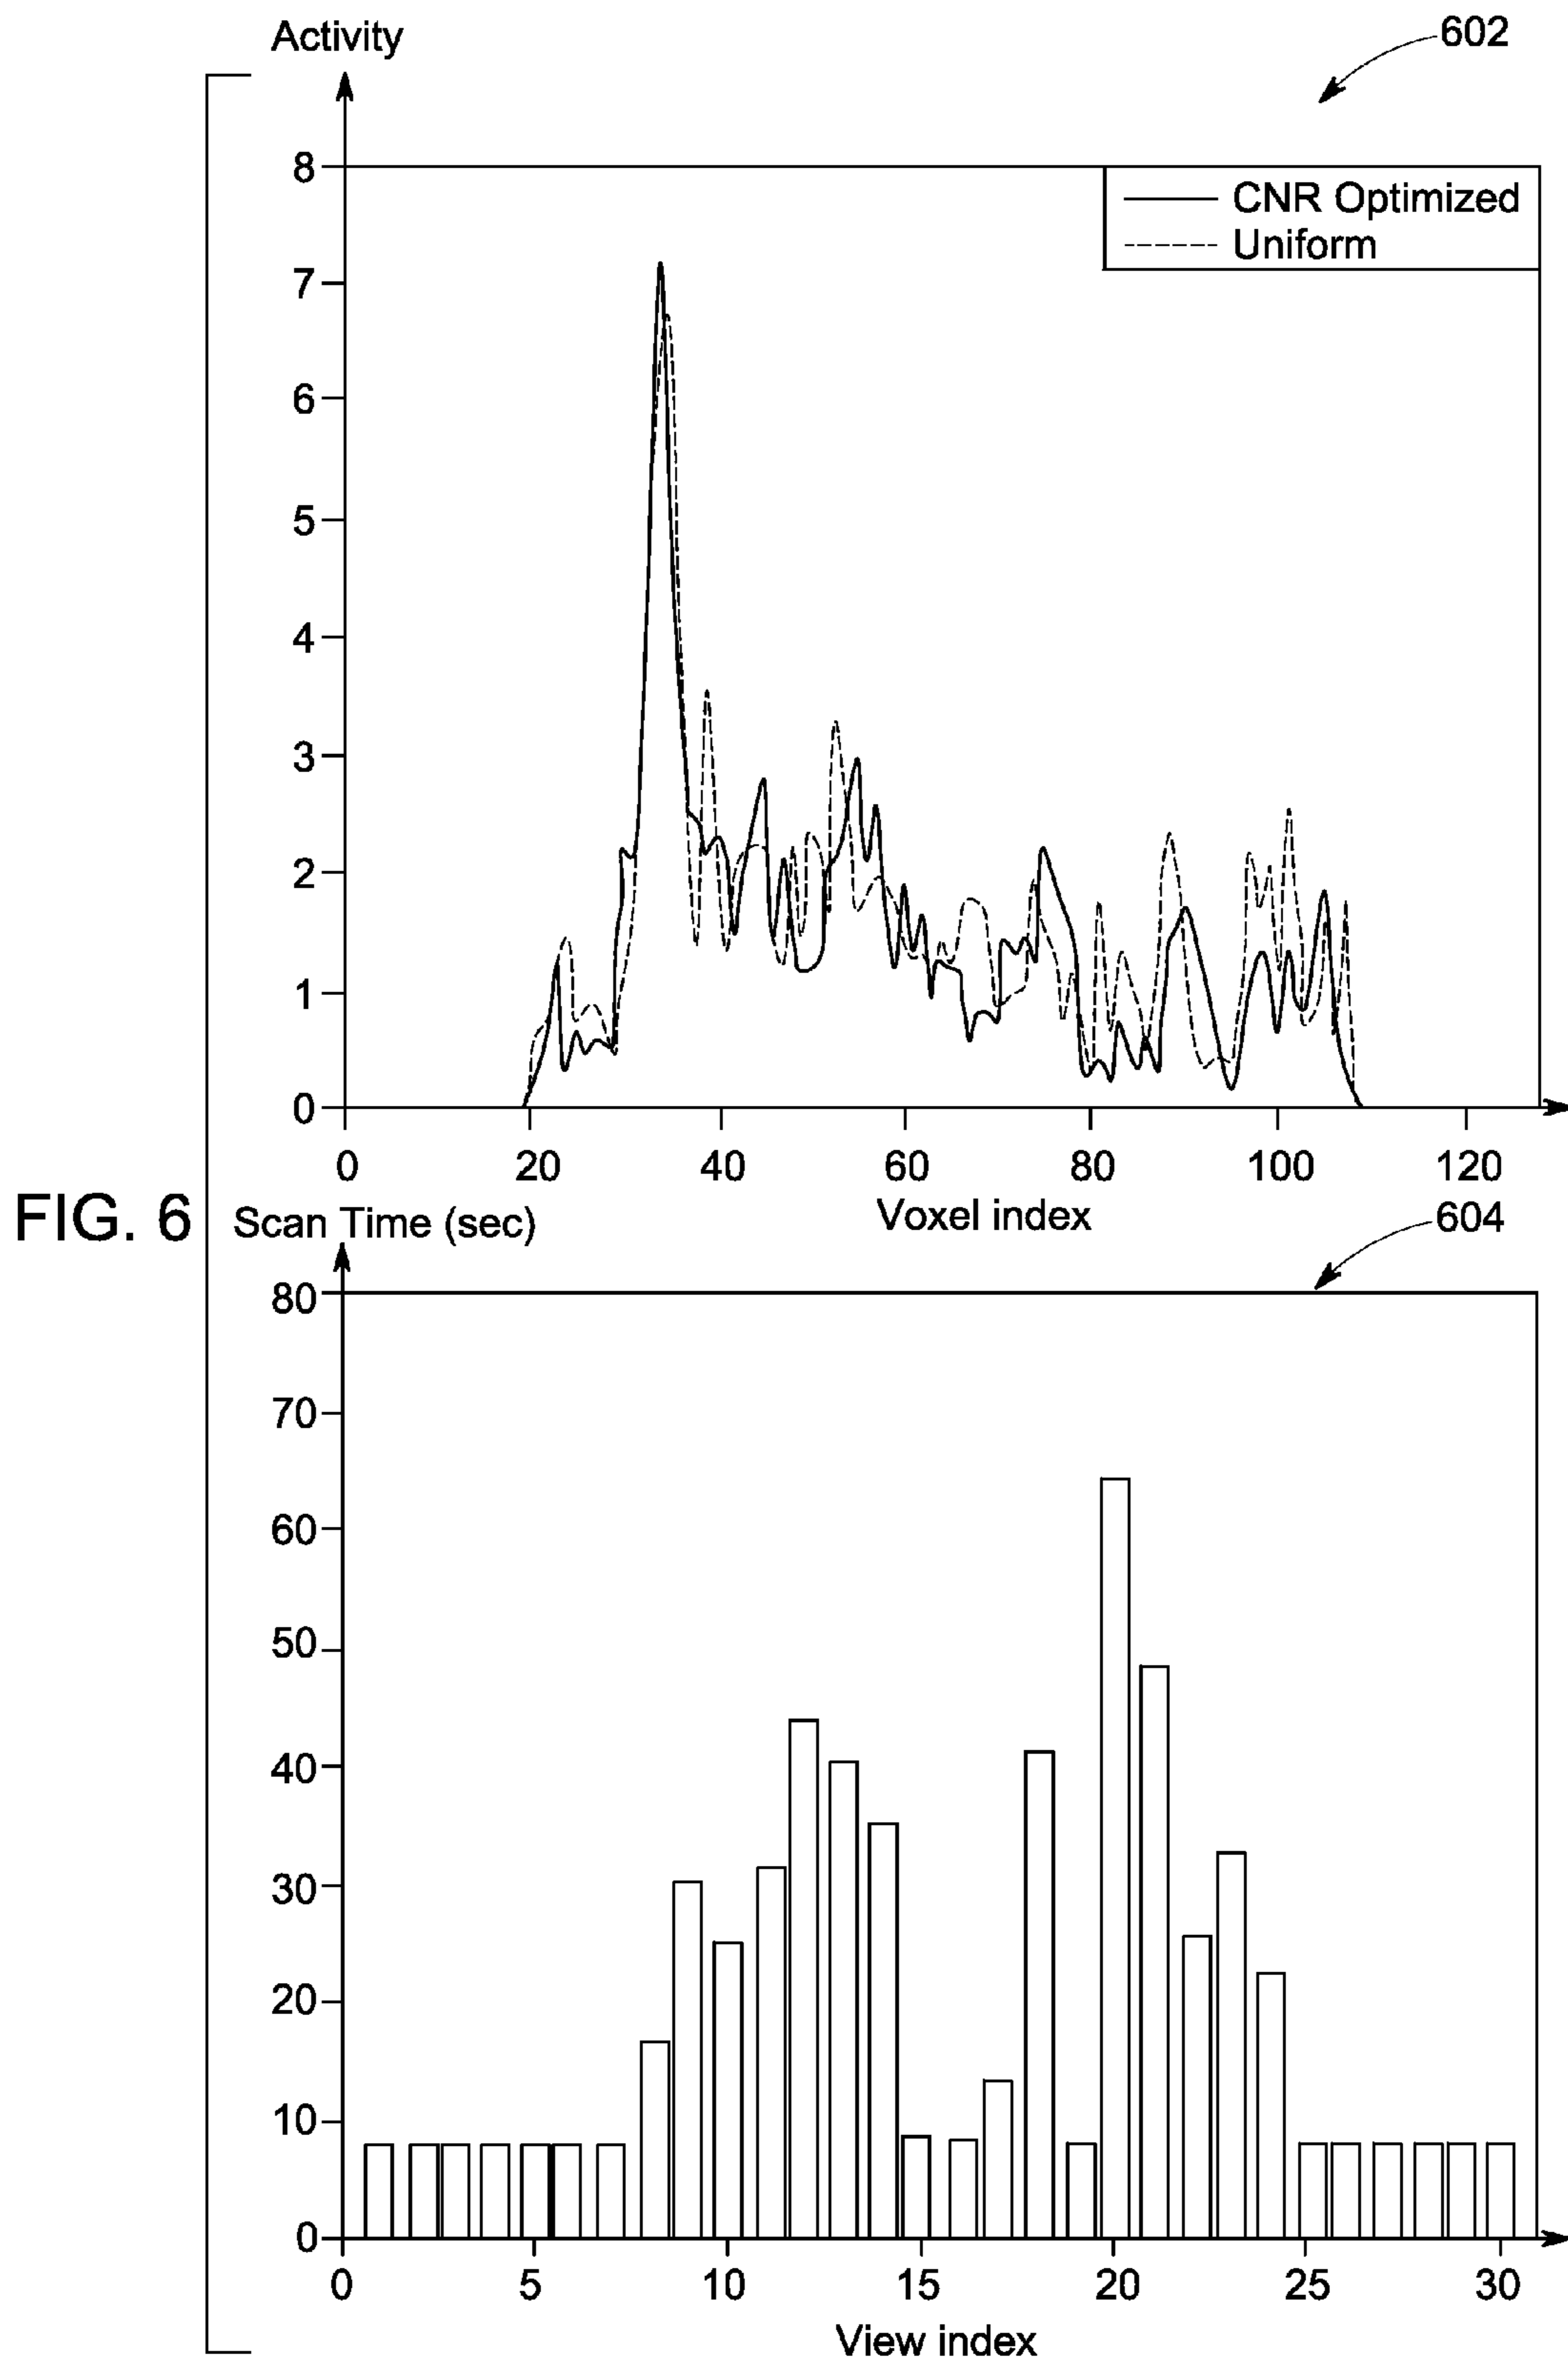 Activity
602
8
CNR Optimized
Uniform
7
6
5
4
3
2
1
0
0 20 40 60 80 100 120
Voxel index
FIG. 6
Scan Time (sec)
604
80
70
60
50
40
30
20
10
0
0 5 10 15 20 25 30
View index